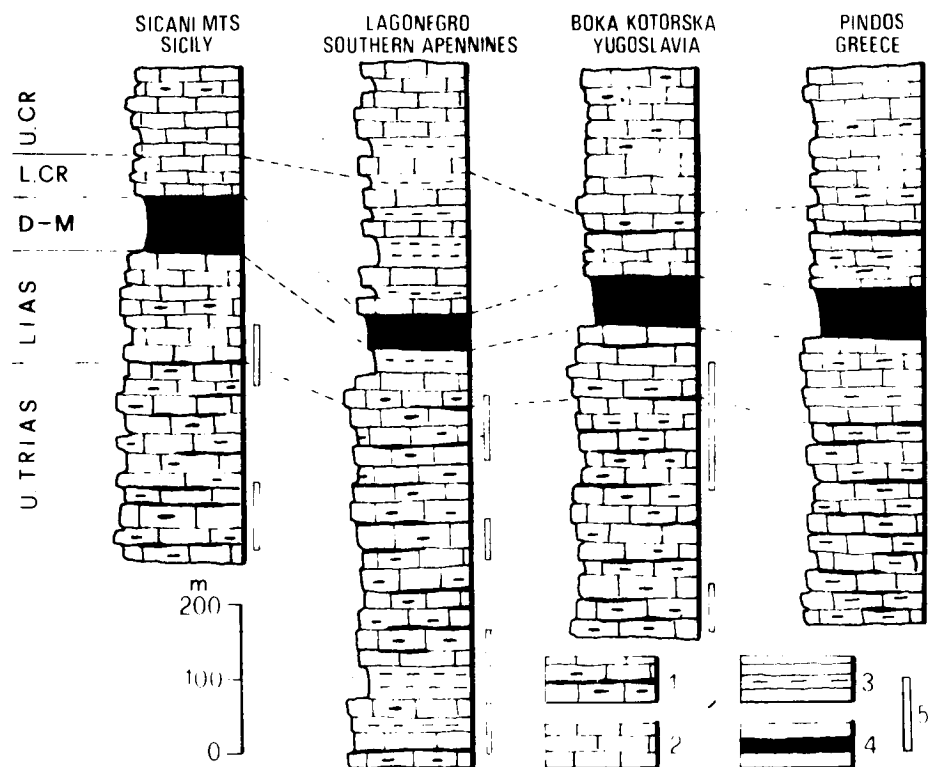 SICANI MTS
SICILY
LAGONEGRO
SOUTHERN APENNINES
BOKA KOTORSKA
YUGOSLAVIA
PINDOS
GREECE
U.CR
L.CR
D-M
LIAS
U TRIAS
m
200
100
0
1
2
3
4
5